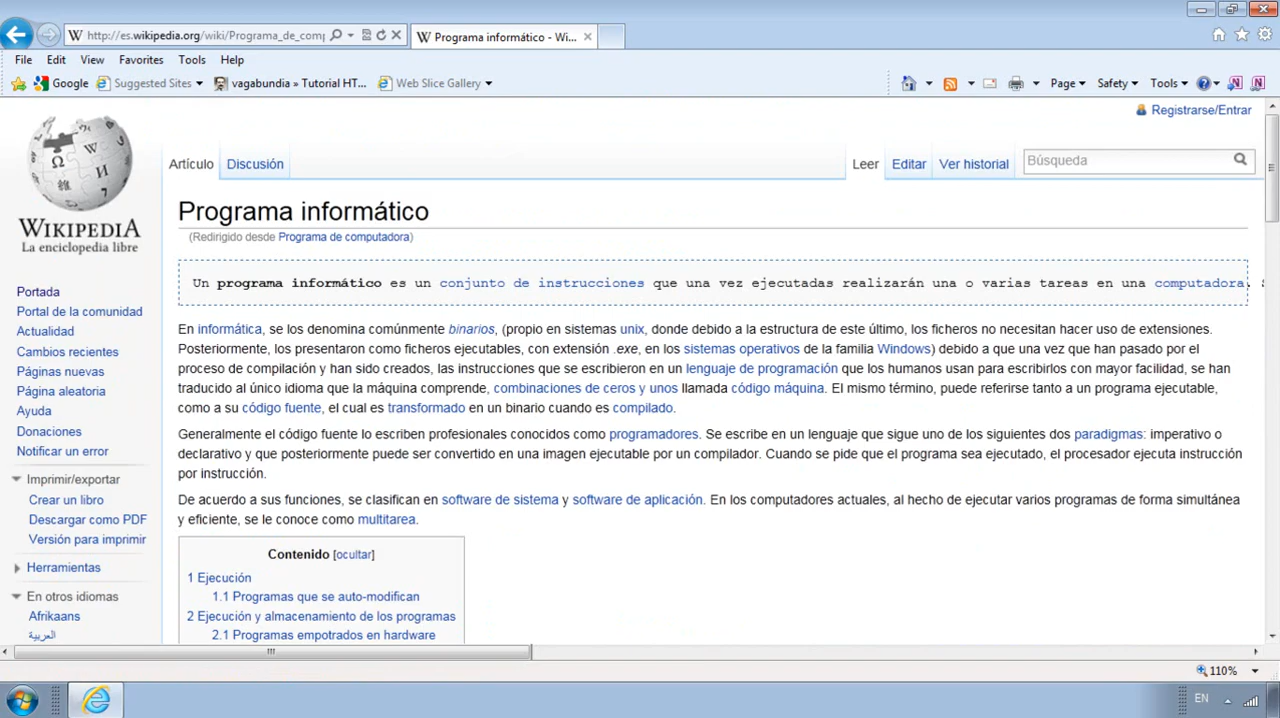 http://es.wikipedia.org/wiki/Programa_de_comp
Programa informático - Wi...
File Edit View Favorites Tools Help
Google Suggested Sites vagabundia » Tutorial HT... Web Slice Gallery Page Safety Tools
Registrarse/Entrar
Artículo Discusión Leer Editar Ver historial Búsqueda
WIKIPEDIA
La enciclopedia libre
Programa informático
(Redirigido desde Programa de computadora)
Un programa informático es un conjunto de instrucciones que una vez ejecutadas realizarán una o varias tareas en una computadora.
En informática, se los denomina comúnmente binarios, (propio en sistemas unix, donde debido a la estructura de este último, los ficheros no necesitan hacer uso de extensiones.
Posteriormente, los presentaron como ficheros ejecutables, con extensión .exe, en los sistemas operativos de la familia Windows) debido a que una vez que han pasado por el
proceso de compilación y han sido creados, las instrucciones que se escribieron en un lenguaje de programación que los humanos usan para escribirlos con mayor facilidad, se han
traducido al único idioma que la máquina comprende, combinaciones de ceros y unos llamada código máquina. El mismo término, puede referirse tanto a un programa ejecutable,
como a su código fuente, el cual es transformado en un binario cuando es compilado.
Generalmente el código fuente lo escriben profesionales conocidos como programadores. Se escribe en un lenguaje que sigue uno de los siguientes dos paradigmas: imperativo o
declarativo y que posteriormente puede ser convertido en una imagen ejecutable por un compilador. Cuando se pide que el programa sea ejecutado, el procesador ejecuta instrucción
por instrucción.
De acuerdo a sus funciones, se clasifican en software de sistema y software de aplicación. En los computadores actuales, al hecho de ejecutar varios programas de forma simultánea
y eficiente, se le conoce como multitarea.
Contenido [ocultar]
1 Ejecución
1.1 Programas que se auto-modifican
2 Ejecución y almacenamiento de los programas
2.1 Programas empotrados en hardware
Portada
Portal de la comunidad
Actualidad
Cambios recientes
Páginas nuevas
Página aleatoria
Ayuda
Donaciones
Notificar un error
Imprimir/exportar
Crear un libro
Descargar como PDF
Versión para imprimir
Herramientas
En otros idiomas
Afrikaans
العربية
110%
EN